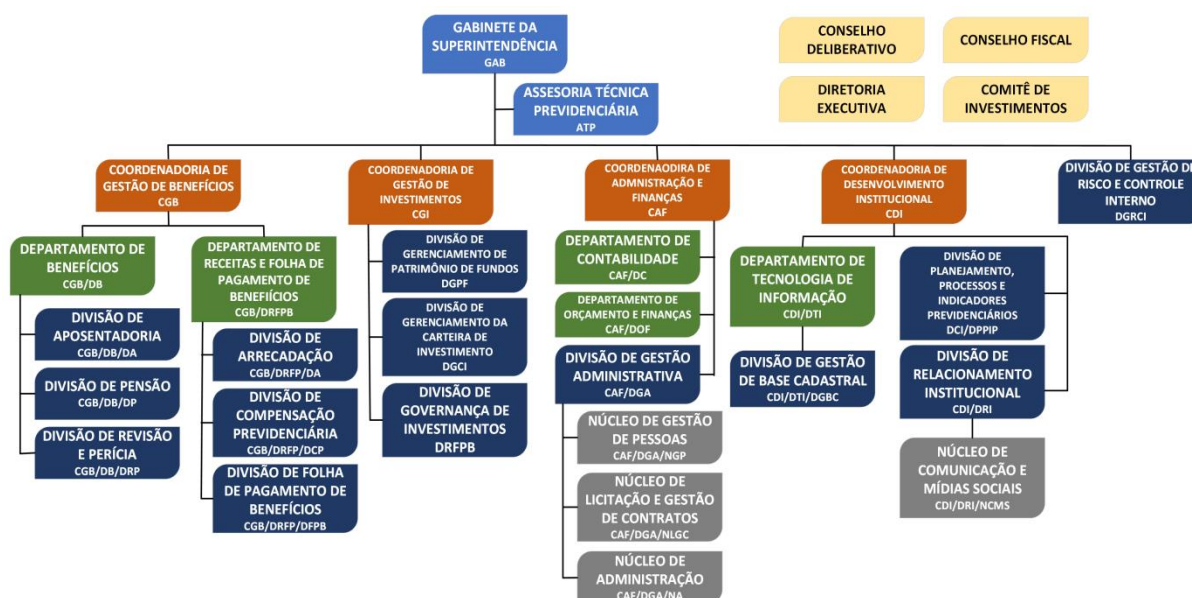 GABINETE DA
SUPERINTENDÊNCIA
GAB
CONSELHO
DELIBERATIVO
CONSELHO FISCAL
DIRETORIA
EXECUTIVA
COMITÊ DE
INVESTIMENTOS
ASSESORIA TÉCNICA
PREVIDENCIÁRIA
ATP
COORDENADORIA DE
GESTÃO DE BENEFÍCIOS
CGB
COORDENADORIA DE
GESTÃO DE
INVESTIMENTOS
CGI
COORDENAODIRA DE
ADMNISTRAÇÃO E
FINANÇAS
CAF
COORDENADORIA DE
DESENVOLVIMENTO
INSTITUCIONAL
CDI
DIVISÃO DE GESTÃO DE
RISCO E CONTROLE
INTERNO
DGRCI
DEPARTAMENTO DE
BENEFÍCIOS
CGB/DB
DIVISÃO DE
APOSENTADORIA
CGB/DB/DA
DIVISÃO DE PENSÃO
CGB/DB/DP
DIVISÃO DE REVISÃO
E PERÍCIA
CGB/DB/DRP
DEPARTAMENTO DE
RECEITAS E FOLHA DE
PAGAMENTO DE
BENEFIICIOS
CGB/DRFPB
DIVISÃO DE
ARRECADAÇÃO
CGB/DRFP/DA
DIVISÃO DE
COMPENSAÇÃO
PREVIDENCIÁRIA
CGB/DRFP/DCP
DIVISÃO DE FOLHA
DE PAGAMENTO DE
BENEFÍCIOS
CGB/DRFP/DFPB
DIVISÃO DE
GERENCIAMENTO DE
PATRIMÔNIO DE FUNDOS
DGPF
DIVISÃO DE
GERENCIAMENTO DA
CARTEIRA DE
INVESTIMENTO
DGCI
DIVISÃO DE
GOVERNANÇA DE
INVESTIMENTOS
DRFPB
DEPARTAMENTO DE
CONTABILIDADE
CAF/DC
DEPARTAMENTO DE
ORÇAMENTO E FINANÇAS
CAF/DOF
DIVISÃO DE GESTÃO
ADMINISTRATIVA
CAF/DGA
NÚCLEO DE GESTÃO
DE PESSOAS
CAF/DGA/NGP
NÚCLEO DE
LICITAÇÃO E GESTÃO
DE CONTRATOS
CAF/DGA/NLGC
NÚCLEO DE
ADMINISTRAÇÃO
CAF/DGA/NA
DEPARTAMENTO DE
TECNOLOGIA DE
INFORMAÇÃO
CDI/DTI
DIVISÃO DE GESTÃO
DE BASE CADASTRAL
CDI/DTI/DGBC
DIVISÃO DE
PLANEJAMENTO,
PROCESSOS E
INDICADORES
PREVIDENCIÁRIOS
DCI/DPPIP
DIVISÃO DE
RELACIONAMENTO
INSTITUCIONAL
CDI/DRI
NÚCLEO DE
COMUNICAÇÃO E
MÍDIAS SOCIAIS
CDI/DRI/NCMS